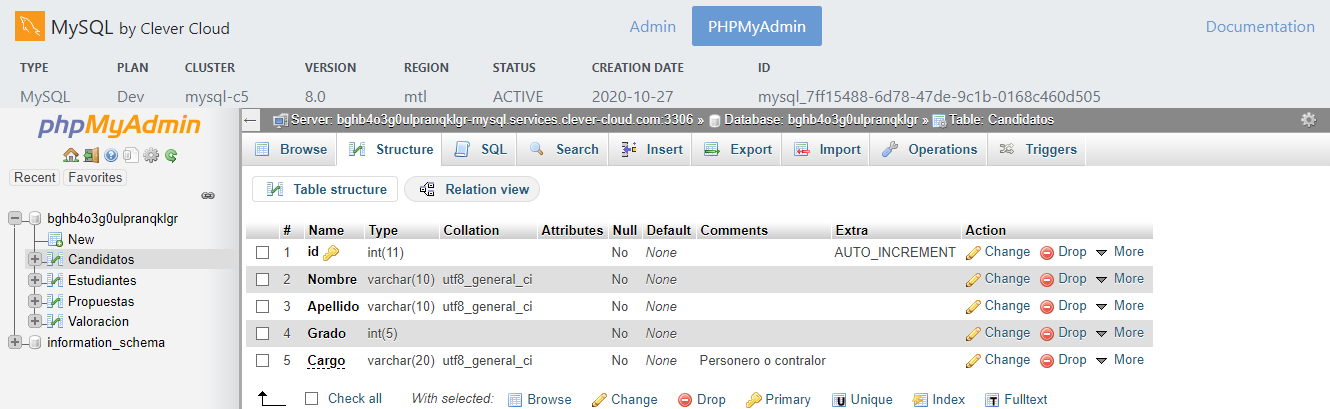 MySQL by Clever Cloud Admin PHPMyAdmin Documentation
TYPE PLAN CLUSTER VERSION REGION STATUS CREATION DATE ID
MySQL Dev mysql-c5 8.0 mtl ACTIVE 2020-10-27 mysql_7ff15488-6d78-47de-9c1b-0168c460d505
phpMyAdmin
Recent Favorites
bghb4o3g0ulpranqklgr
New
Candidatos
Estudiantes
Propuestas
Valoracion
information_schema
Server: bghb4o3g0ulpranqklgr-mysql.services.clever-cloud.com:3306 » Database: bghb4o3g0ulpranqklgr » Table: Candidatos
Browse Structure SQL Search Insert Export Import Operations Triggers
Table structure Relation view
# Name Type Collation Attributes Null Default Comments Extra Action
1 id int(11) No None AUTO_INCREMENT Change Drop More
2 Nombre varchar(10) utf8_general_ci No None Change Drop More
3 Apellido varchar(10) utf8_general_ci No None Change Drop More
4 Grado int(5) No None Change Drop More
5 Cargo varchar(20) utf8_general_ci No None Personero o contralor Change Drop More
Check all With selected: Browse Change Drop Primary Unique Index Fulltext